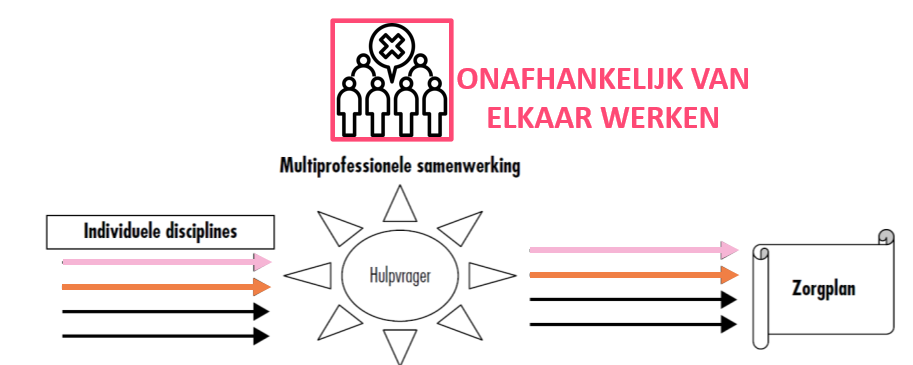 ONAFHANKELIJK VAN
ELKAAR WERKEN
Multiprofessionele samenwerking
Individuele disciplines
Hulpvrager
Zorgplan